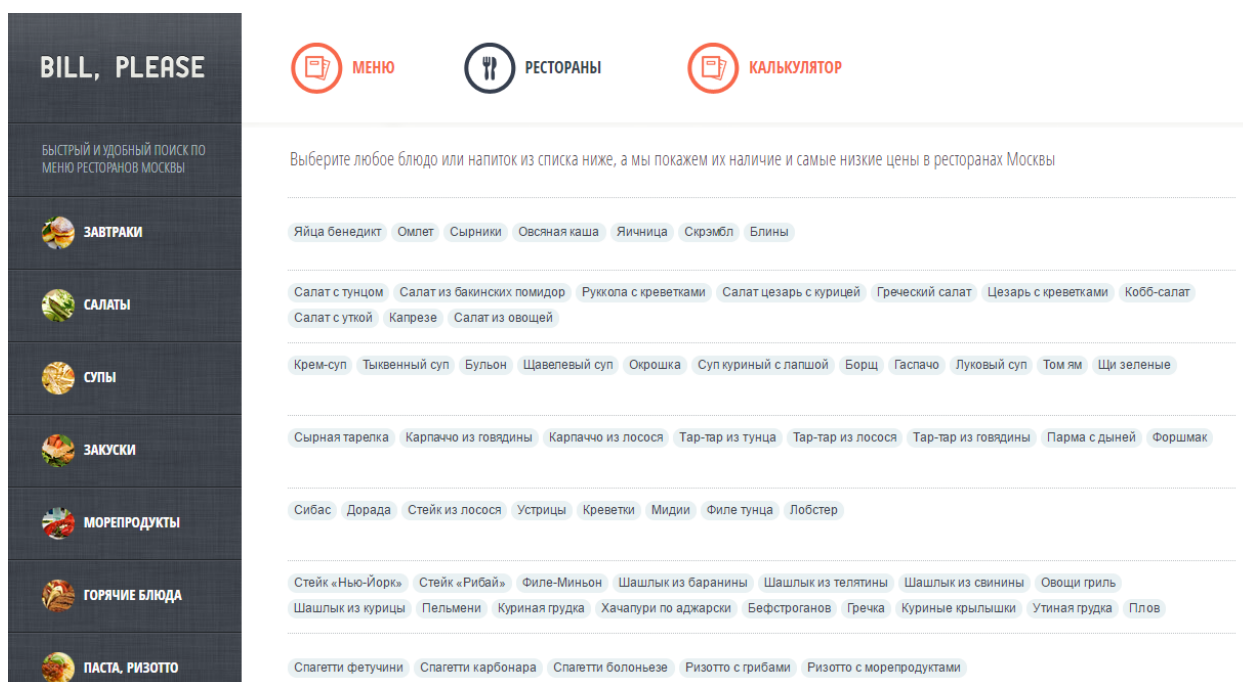 BILL, PLEASE
МЕНЮ
РЕСТОРАНЫ
КАЛЬКУЛЯТОР
БЫСТРЫЙ И УДОБНЫЙ ПОИСК ПО
МЕНЮ РЕСТОРАНОВ МОСКВЫ
Выберите любое блюдо или напиток из списка ниже, а мы покажем их наличие и самые низкие цены в ресторанах Москвы
ЗАВТРАКИ
Яйца бенедикт Омлет Сырники Овсяная каша Яичница Скрэмбл Блины
САЛАТЫ
Салат с тунцом Салат из бакинских помидор Руккола с креветками Салат цезарь с курицей Греческий салат Цезарь с креветками Кобб-салат
Салат с уткой Капрезе Салат из овощей
СУПЫ
Крем-суп Тыквенный суп Бульон Щавелевый суп Окрошка Суп куриный с лапшой Борщ Гаспачо Луковый суп Том ям Щи зеленые
ЗАКУСКИ
Сырная тарелка Карпаччо из говядины Карпаччо из лосося Тар-тар из тунца Тар-тар из лосося Тар-тар из говядины Парма с дыней Форшмак
МОРЕПРОДУКТЫ
Сибас Дорада Стейк из лосося Устрицы Креветки Мидии Филе тунца Лобстер
ГОРЯЧИЕ БЛЮДА
Стейк «Нью-Йорк» Стейк «Рибай» Филе-Миньон Шашлык из баранины Шашлык из телятины Шашлык из свинины Овощи гриль
Шашлык из курицы Пельмени Куриная грудка Хачапури по аджарски Бефстроганов Гречка Куриные крылышки Утиная грудка Плов
ПАСТА, РИЗОТТО
Спагетти фетучини Спагетти карбонара Спагетти болоньезе Ризотто с грибами Ризотто с морепродуктами